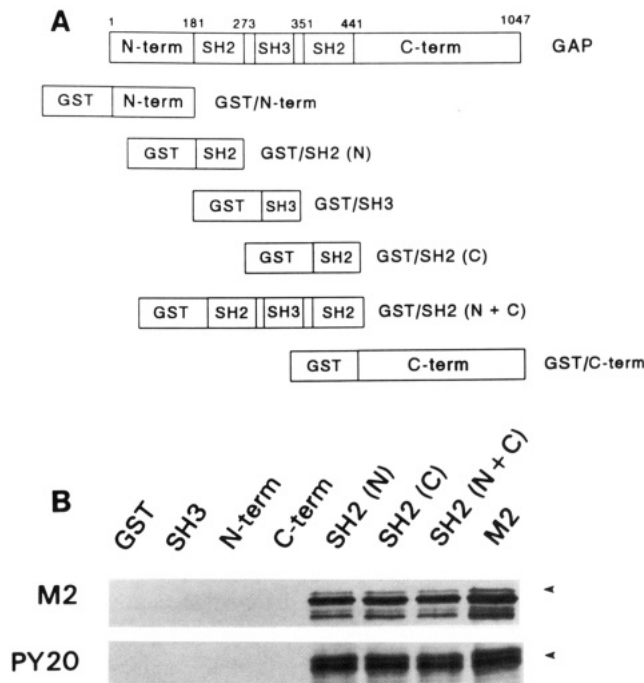 A
1 181 273 351 441 1047
N-term SH2 SH3 SH2 C-term GAP
GST N-term GST/N-term
GST SH2 GST/SH2 (N)
GST SH3 GST/SH3
GST SH2 GST/SH2 (C)
GST SH2 SH3 SH2 GST/SH2 (N + C)
GST C-term GST/C-term
B
GST SH3 N-term C-term SH2 (N) SH2 (C) SH2 (N + C) M2
M2
PY20